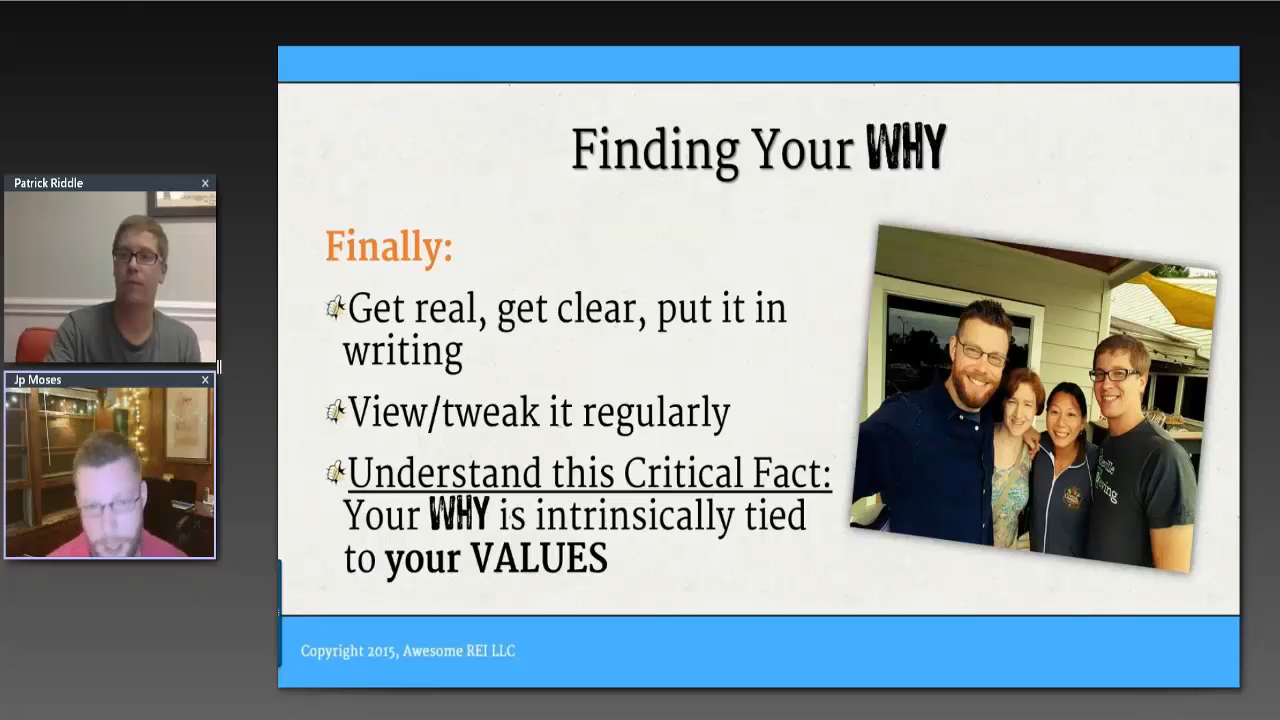 Patrick Riddle
Jp Moses
Finding Your WHY
Finally:
Get real, get clear, put it in
writing
View/tweak it regularly
Understand this Critical Fact:
Your WHY is intrinsically tied
to your VALUES
Copyright 2015, Awesome REI LLC